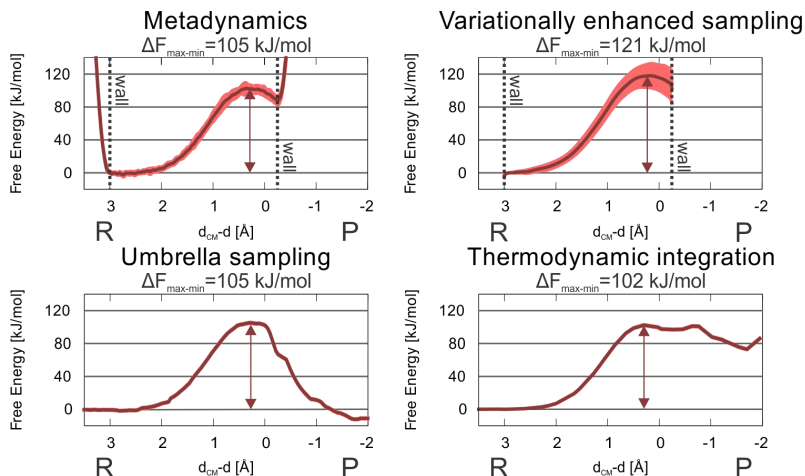 Metadynamics
ΔFmax-min=105 kJ/mol
Free Energy [kJ/mol]
120
80
40
0
wall
wall
3 2 1 0 -1 -2
R dCM-d [Å] P
Variationally enhanced sampling
ΔFmax-min=121 kJ/mol
Free Energy [kJ/mol]
120
80
40
0
wall
wall
3 2 1 0 -1 -2
R dCM-d [Å] P
Umbrella sampling
ΔFmax-min=105 kJ/mol
Free Energy [kJ/mol]
120
80
40
0
3 2 1 0 -1 -2
R dCM-d [Å] P
Thermodynamic integration
ΔFmax-min=102 kJ/mol
Free Energy [kJ/mol]
120
80
40
0
3 2 1 0 -1 -2
R dCM-d [Å] P